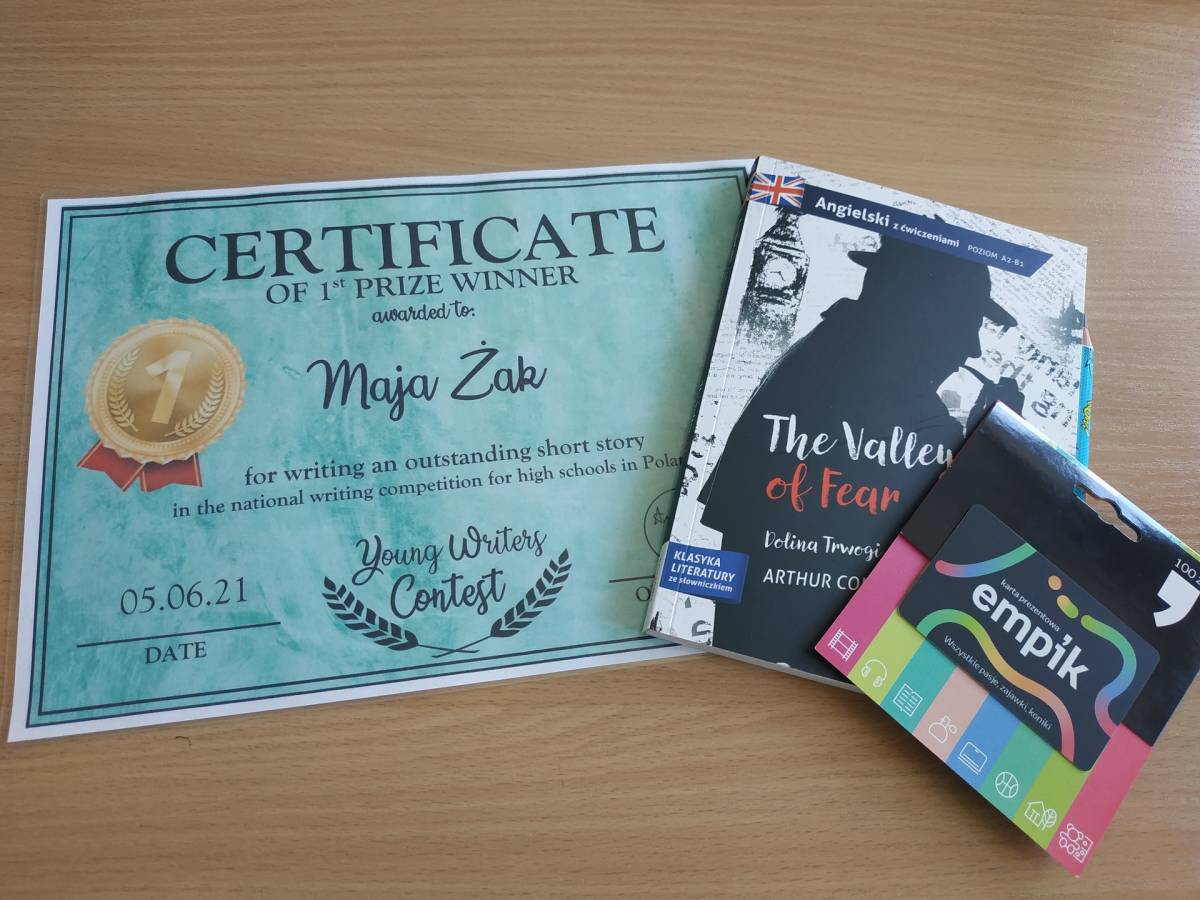 CERTIFICATE
OF 1st PRIZE WINNER
awarded to:
Maja Żak
1
for writing an outstanding short story
in the national writing competition for high schools in
Young Writers
Contest
05.06.21
DATE
Angielski z ćwiczeniami POZIOM A2-B1
The Valley
of Fear
Dolina Trwogi
ARTHUR
KLASYKA
LITERATURY
ze słowniczkiem
100
karta prezentowa
empik
Wszystkie pasje, zajawki, koniki